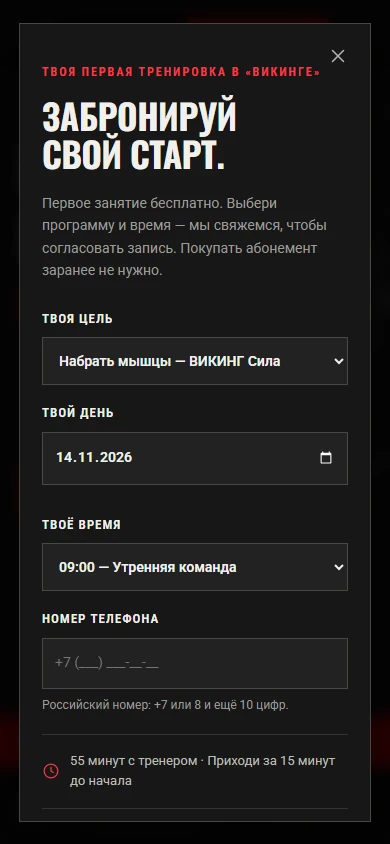 ТВОЯ ПЕРВАЯ ТРЕНИРОВКА В «ВИКИНГЕ»
ЗАБРОНИРУЙ
СВОЙ СТАРТ.
Первое занятие бесплатно. Выбери
программу и время — мы свяжемся, чтобы
согласовать запись. Покупать абонемент
заранее не нужно.
ТВОЯ ЦЕЛЬ
Набрать мышцы — ВИКИНГ Сила
ТВОЙ ДЕНЬ
14.11.2026
ТВОЁ ВРЕМЯ
09:00 — Утренняя команда
НОМЕР ТЕЛЕФОНА
+7 (___) ___-__-__
Российский номер: +7 или 8 и ещё 10 цифр.
55 минут с тренером · Приходи за 15 минут
до начала